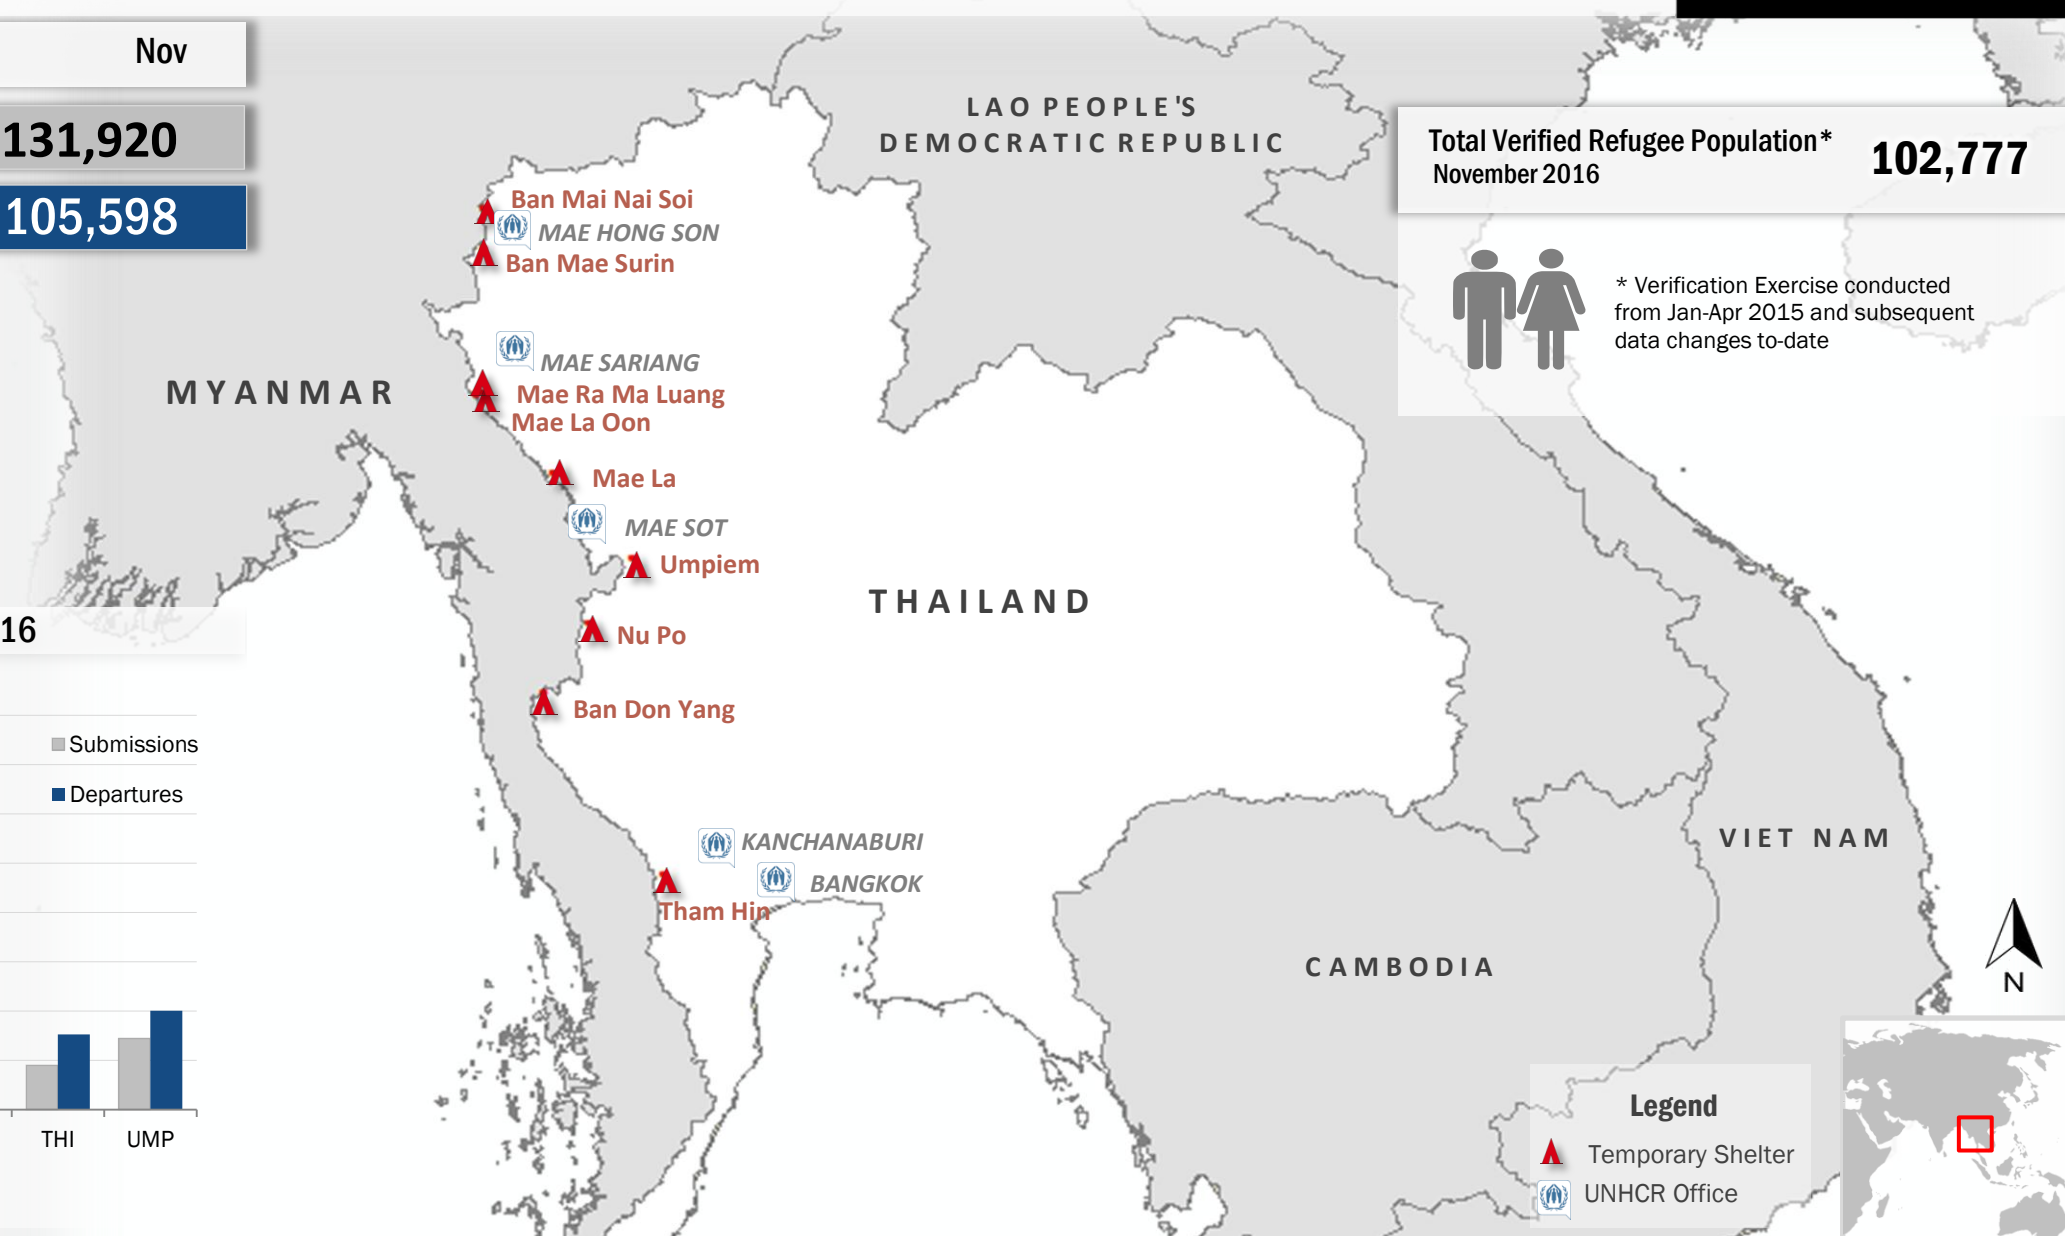 Nov
131,920
105,598
LAO PEOPLE'S
DEMOCRATIC REPUBLIC
Total Verified Refugee Population*
102,777
November 2016
* Verification Exercise conducted
from Jan-Apr 2015 and subsequent
data changes to-date
Ban Mai Nai Soi
MAE HONG SON
Ban Mae Surin
MAE SARIANG
MYANMAR
Mae Ra Ma Luang
Mae La Oon
Mae La
MAE SOT
Umpiem
THAILAND
Nu Po
16
Ban Don Yang
Submissions
Departures
KANCHANABURI
VIET NAM
BANGKOK
Tham Hin
CAMBODIA
N
THI
UMP
Legend
Temporary Shelter
UNHCR Office